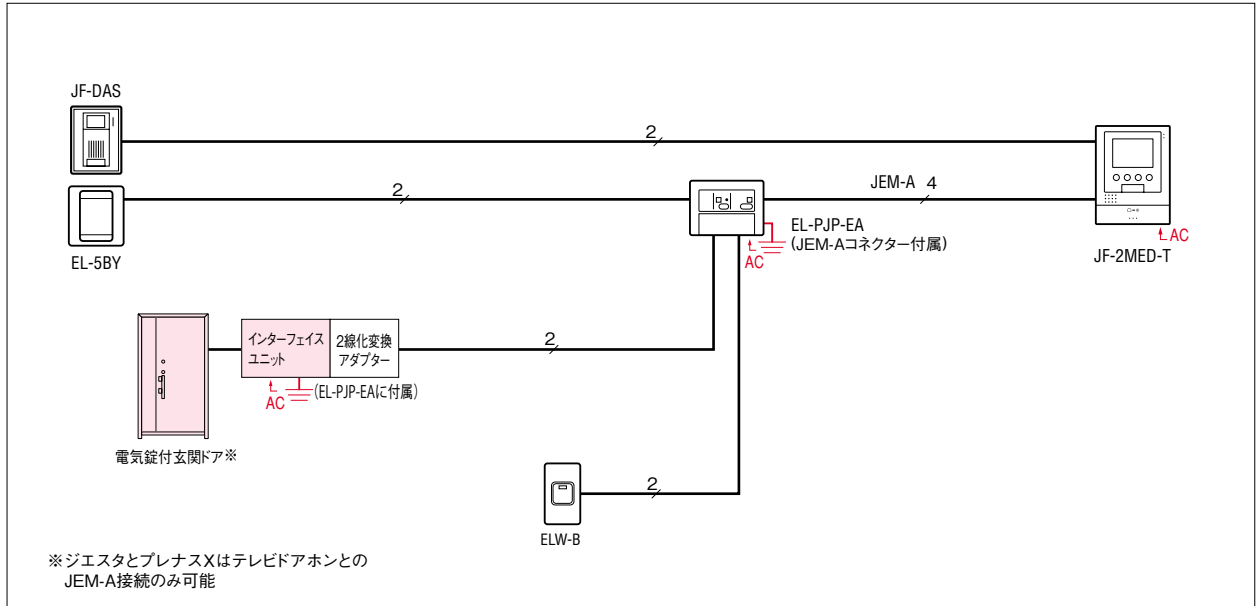 JF-DAS
2
EL-5BY
2
JEM-A 4
EL-PJP-EA
(JEM-Aコネクター付属)
AC
AC
JF-2MED-T
インターフェイス
ユニット
2線化変換
アダプター
2
AC
(EL-PJP-EAに付属)
電気錠付玄関ドア※
2
ELW-B
※ジエスタとプレナスXはテレビドアホンとの
JEM-A接続のみ可能